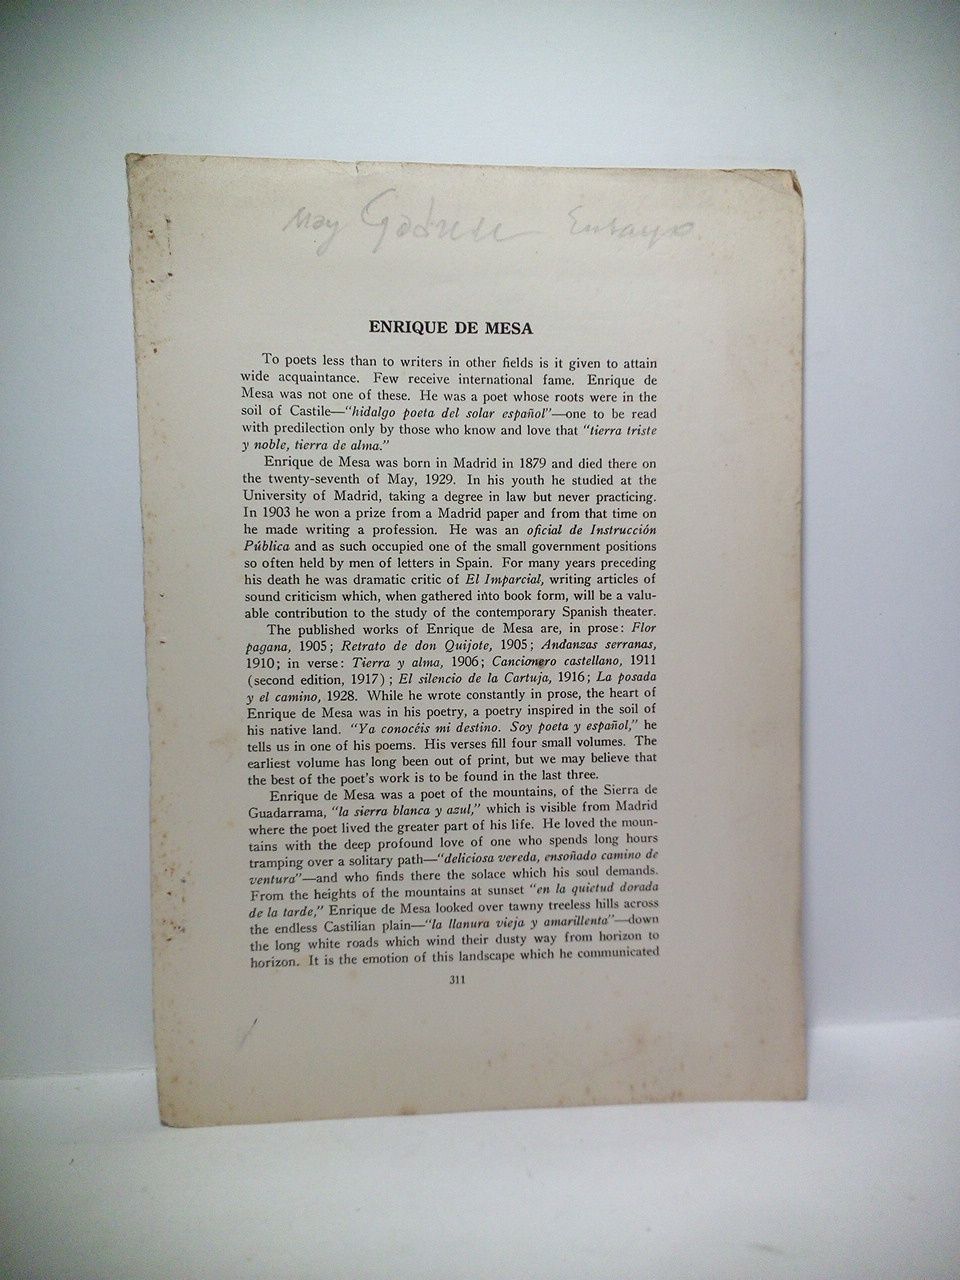 May Ensayo.
ENRIQUE DE MESA
To poets less than to writers in other fields is it given to attain
wide acquaintance. Few receive international fame. Enrique de
Mesa was not one of these. He was a poet whose roots were in the
soil of Castile—"hidalgo poeta del solar español"—one to be read
with predilection only by those who know and love that "tierra triste
y noble, tierra de alma."
Enrique de Mesa was born in Madrid in 1879 and died there on
the twenty-seventh of May, 1929. In his youth he studied at the
University of Madrid, taking a degree in law but never practicing.
In 1903 he won a prize from a Madrid paper and from that time on
he made writing a profession. He was an oficial de Instrucción
Pública and as such occupied one of the small government positions
so often held by men of letters in Spain. For many years preceding
his death he was dramatic critic of El Imparcial, writing articles of
sound criticism which, when gathered into book form, will be a valu-
able contribution to the study of the contemporary Spanish theater.
The published works of Enrique de Mesa are, in prose: Flor
pagana, 1905; Retrato de don Quijote, 1905; Andanzas serranas,
1910; in verse: Tierra y alma, 1906; Cancionero castellano, 1911
(second edition, 1917); El silencio de la Cartuja, 1916; La posada
y el camino, 1928. While he wrote constantly in prose, the heart of
Enrique de Mesa was in his poetry, a poetry inspired in the soil of
his native land. "Ya conocéis mi destino. Soy poeta y español," he
tells us in one of his poems. His verses fill four small volumes. The
earliest volume has long been out of print, but we may believe that
the best of the poet's work is to be found in the last three.
Enrique de Mesa was a poet of the mountains, of the Sierra de
Guadarrama, "la sierra blanca y azul," which is visible from Madrid
where the poet lived the greater part of his life. He loved the moun-
tains with the deep profound love of one who spends long hours
tramping over a solitary path—"deliciosa vereda, ensoñado camino de
ventura"—and who finds there the solace which his soul demands.
From the heights of the mountains at sunset "en la quietud dorada
de la tarde," Enrique de Mesa looked over tawny treeless hills across
the endless Castilian plain—"la llanura vieja y amarillenta"—down
the long white roads which wind their dusty way from horizon to
horizon. It is the emotion of this landscape which he communicated
311